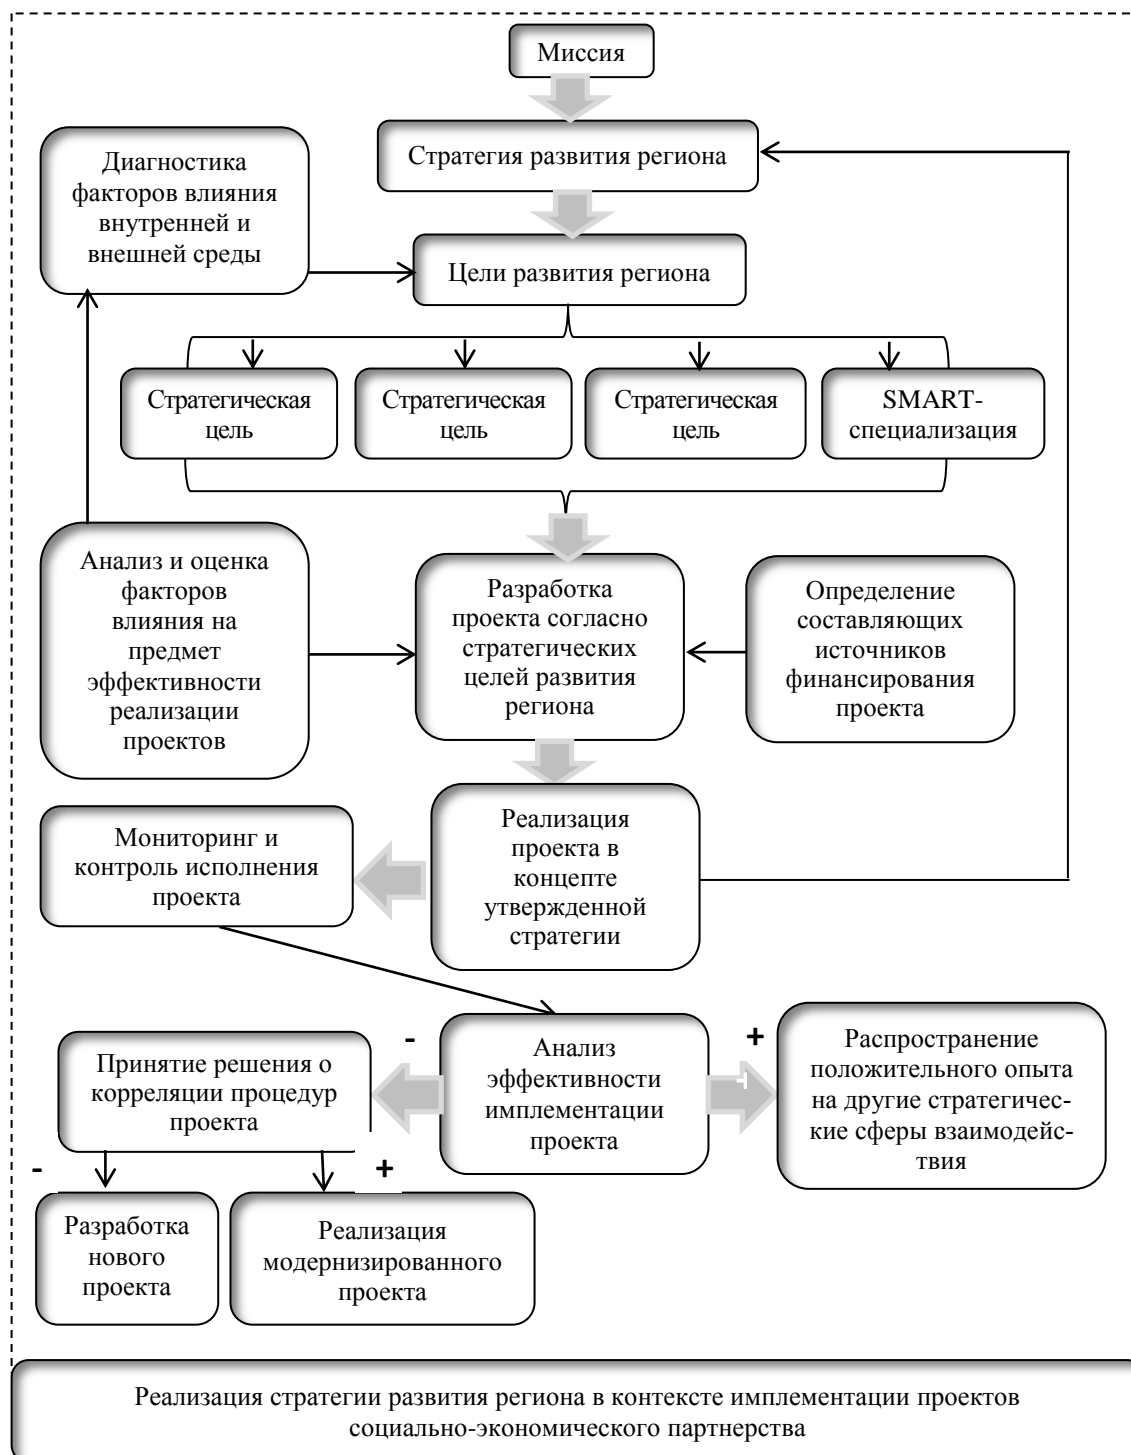 Миссия
Стратегия развития региона
Диагностика
факторов влияния
внутренней и
внешней среды
Цели развития региона
Стратегическая
цель
Стратегическая
цель
Стратегическая
цель
SMART-
специализация
Анализ и оценка
факторов
влияния на
предмет
эффективности
реализации
проектов
Разработка
проекта согласно
стратегических
целей развития
региона
Определение
составляющих
источников
финансирования
проекта
Реализация
проекта в
концепте
утвержденной
стратегии
Мониторинг и
контроль исполнения
проекта
-
+
Принятие решения о
корреляции процедур
проекта
Анализ
эффективности
имплементации
проекта
Распространение
положительного опыта
на другие стратегичес-
кие сферы взаимодейс-
твия
-
+
Разработка
нового
проекта
Реализация
модернизированного
проекта
Реализация стратегии развития региона в контексте имплементации проектов
социально-экономического партнерства